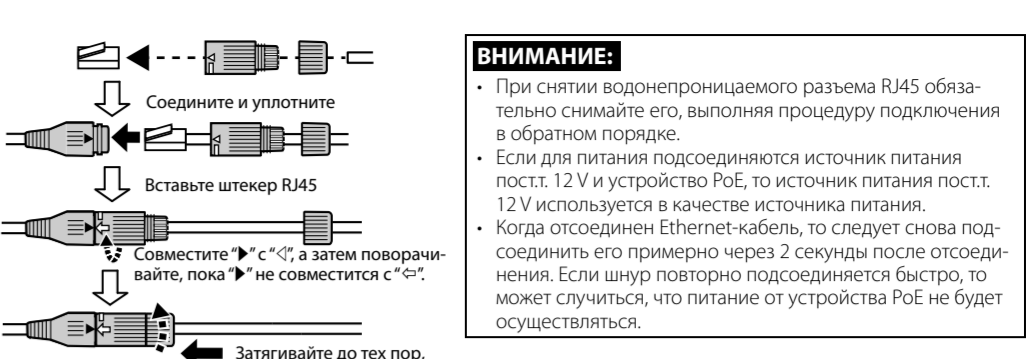 Соедините и уплотните
Вставьте штекер RJ45
Совместите “▶” с “◁”, а затем поворачи-
вайте, пока “▶” не совместится с “⇦”.
Затягивайте до тех пор,
ВНИМАНИЕ:
• При снятии водонепроницаемого разъема RJ45 обяза-
тельно снимайте его, выполняя процедуру подключения
в обратном порядке.
• Если для питания подсоединяются источник питания
пост.т. 12 V и устройство PoE, то источник питания пост.т.
12 V используется в качестве источника питания.
• Когда отсоединен Ethernet-кабель, то следует снова под-
соединить его примерно через 2 секунды после отсоеди-
нения. Если шнур повторно подсоединяется быстро, то
может случиться, что питание от устройства PoE не будет
осуществляться.